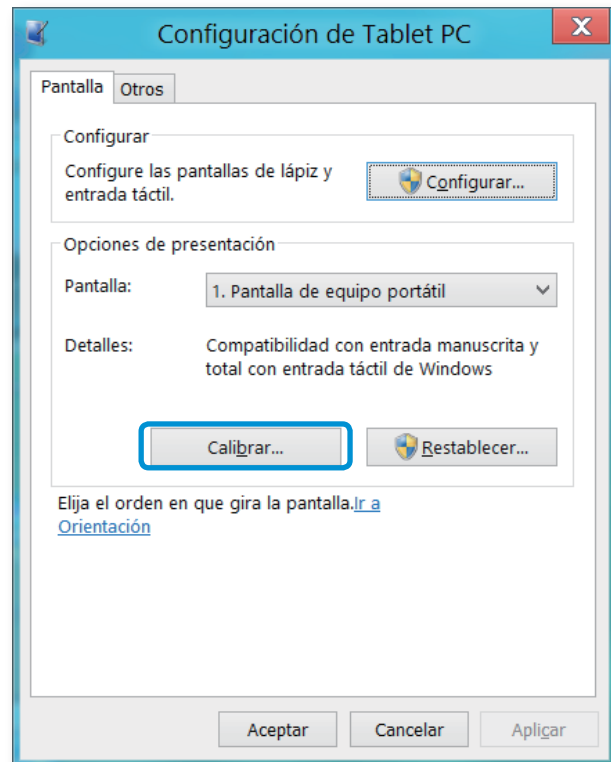 Configuración de Tablet PC
X
Pantalla
Otros
Configurar
Configure las pantallas de lápiz y
entrada táctil.
Configurar...
Opciones de presentación
Pantalla:
1. Pantalla de equipo portátil
Detalles:
Compatibilidad con entrada manuscrita y
total con entrada táctil de Windows
Calibrar...
Restablecer...
Elija el orden en que gira la pantalla.Ir a
Orientación
Aceptar
Cancelar
Aplicar